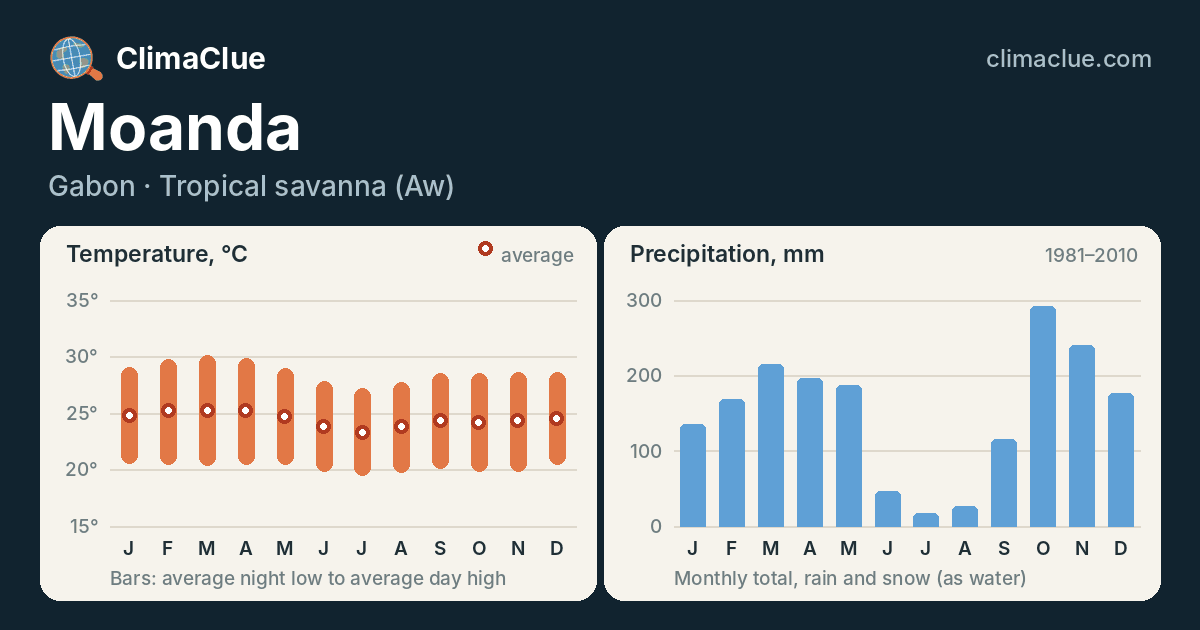 ClimaClue
climaclue.com
Moanda
Gabon · Tropical savanna (Aw)
Temperature, °C
average
35°
30°
25°
20°
15°
J F M A M J J A S O N D
Bars: average night low to average day high
Precipitation, mm
1981–2010
300
200
100
0
J F M A M J J A S O N D
Monthly total, rain and snow (as water)